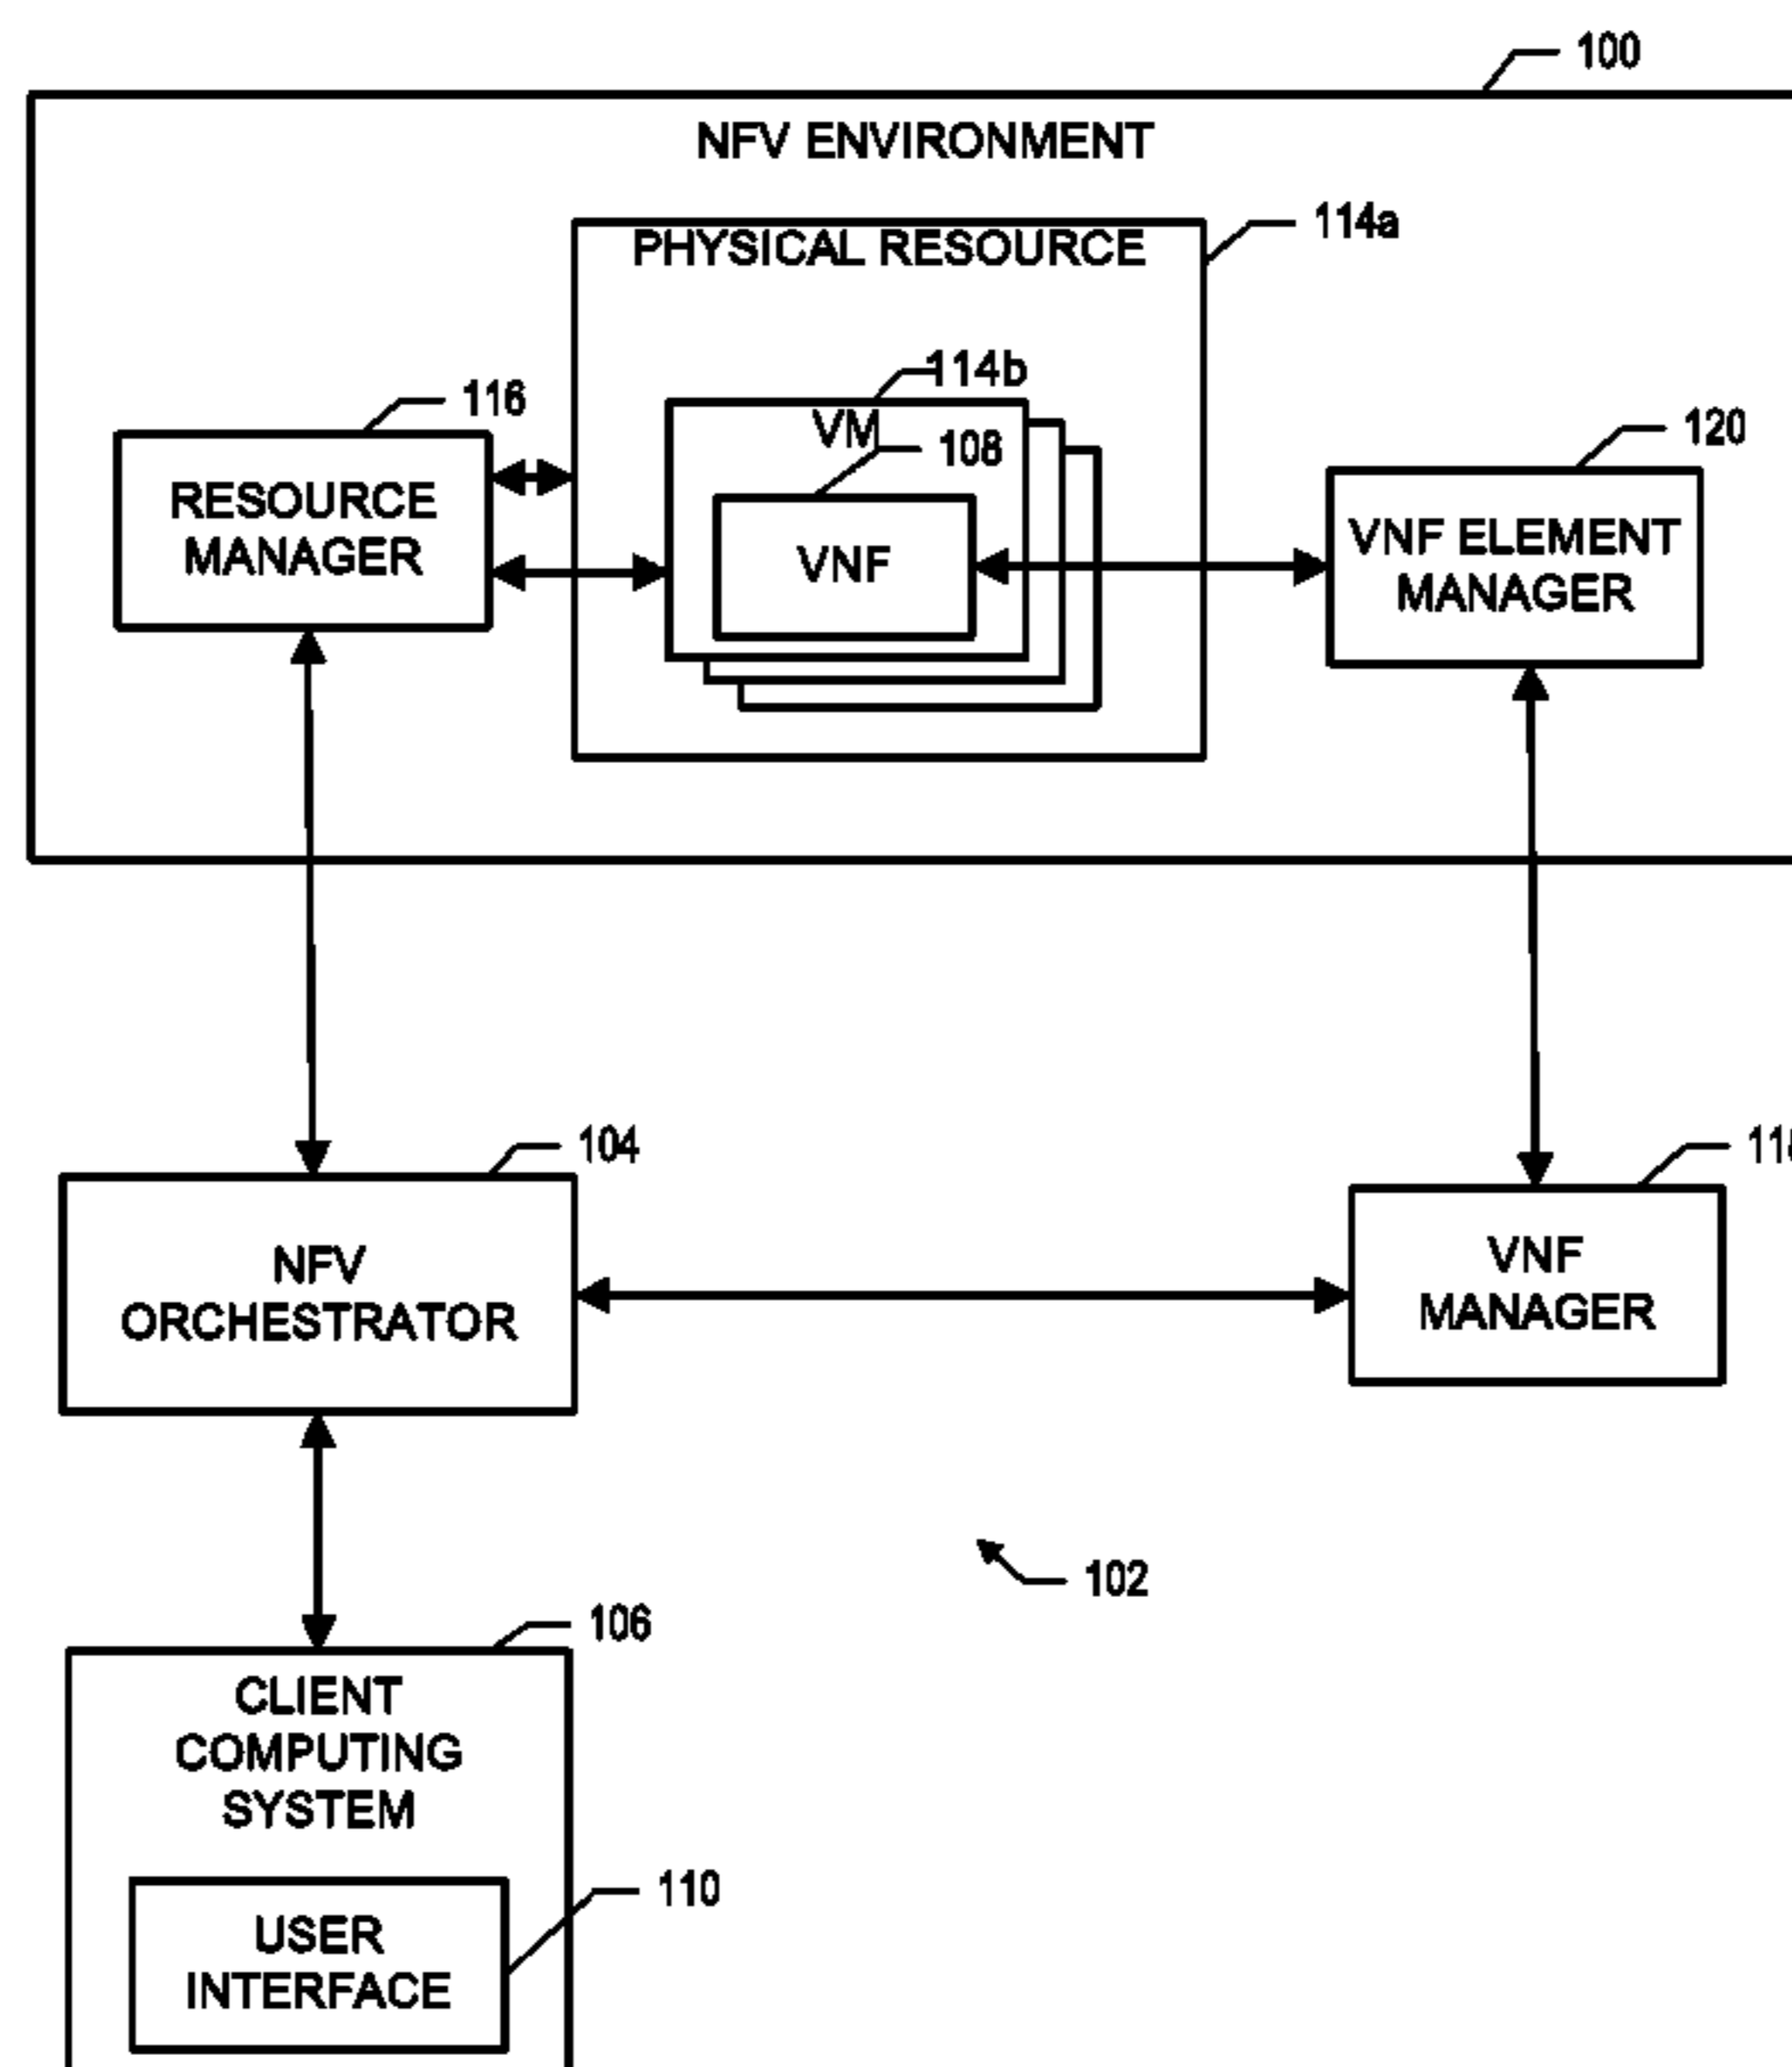 100
NFV ENVIRONMENT
114a
PHYSICAL RESOURCE
114b
VM
108
116
RESOURCE
MANAGER
VNF
120
VNF ELEMENT
MANAGER
104
NFV
ORCHESTRATOR
VNF
MANAGER
102
106
CLIENT
COMPUTING
SYSTEM
110
USER
INTERFACE